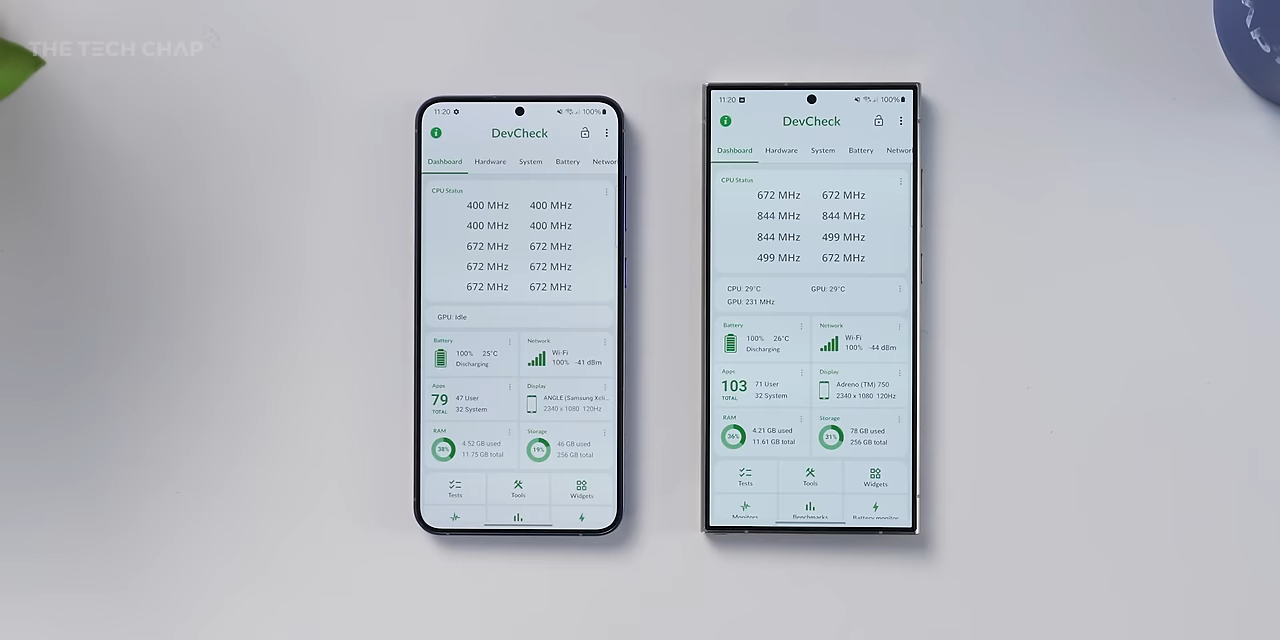 THE TECH CHAP
11:20 100%
DevCheck
Dashboard Hardware System Battery Networ
CPU Status
400 MHz 400 MHz
400 MHz 400 MHz
672 MHz 672 MHz
672 MHz 672 MHz
672 MHz 672 MHz
GPU: Idle
Battery
100% 25°C
Discharging
Network
Wi-Fi
100% -41 dBm
Apps
79
TOTAL
47 User
32 System
Display
ANGLE (Samsung Xcli...
2340 x 1080 120Hz
RAM
38%
4.52 GB used
11.75 GB total
Storage
19%
46 GB used
256 GB total
Tests Tools Widgets
11:20 100%
DevCheck
Dashboard Hardware System Battery Networ
CPU Status
672 MHz 672 MHz
844 MHz 844 MHz
844 MHz 499 MHz
499 MHz 672 MHz
CPU: 29°C GPU: 29°C
GPU: 231 MHz
Battery
100% 26°C
Discharging
Network
Wi-Fi
100% -44 dBm
Apps
103
TOTAL
71 User
32 System
Display
Adreno (TM) 750
2340 x 1080 120Hz
RAM
36%
4.21 GB used
11.61 GB total
Storage
31%
78 GB used
256 GB total
Tests Tools Widgets
Monitors Benchmarks Battery monitor